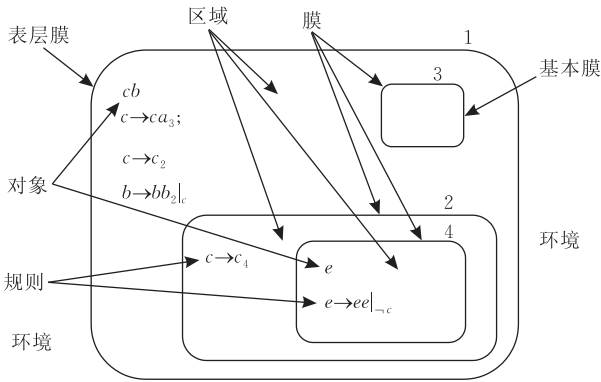 区域
膜
表层膜
1
3
基本膜
cb
c→ca₃;
c→c₂
对象
b→bb₂|c
2
4
环境
c→c₄
e
规则
e→ee|¬c
环境